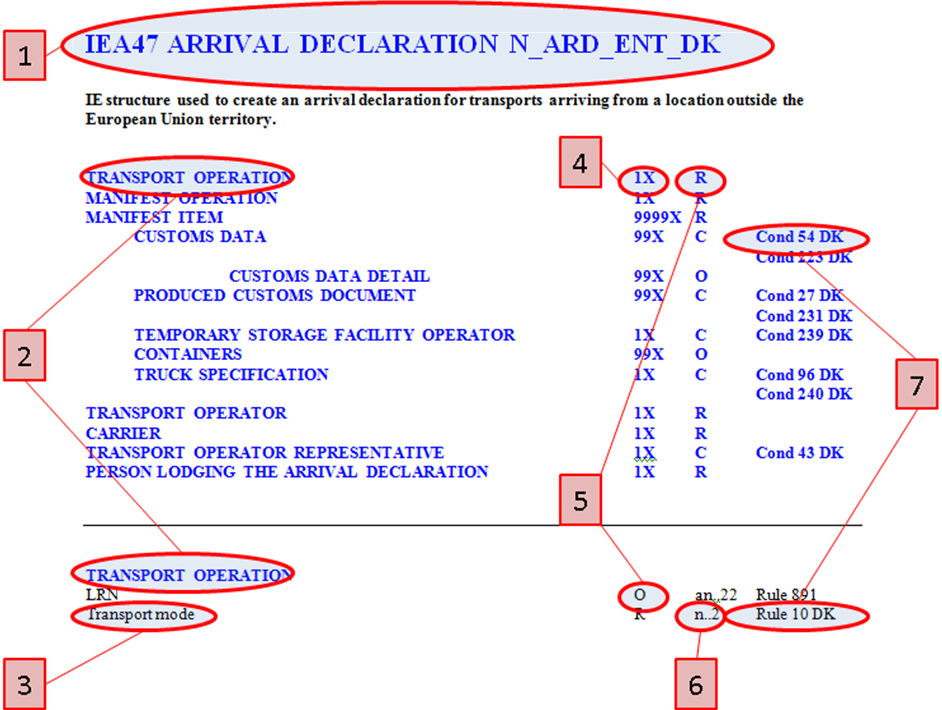 1
IEA47 ARRIVAL DECLARATION N_ARD_ENT_DK
IE structure used to create an arrival declaration for transports arriving from a location outside the
European Union territory.
4
TRANSPORT OPERATION 1X R
MANIFEST OPERATION 1X R
MANIFEST ITEM 9999X R
CUSTOMS DATA 99X C Cond 54 DK
Cond 223 DK
CUSTOMS DATA DETAIL 99X O
PRODUCED CUSTOMS DOCUMENT 99X C Cond 27 DK
Cond 231 DK
TEMPORARY STORAGE FACILITY OPERATOR 1X C Cond 239 DK
2
CONTAINERS 99X O
TRUCK SPECIFICATION 1X C Cond 96 DK
7
Cond 240 DK
TRANSPORT OPERATOR 1X R
CARRIER 1X R
TRANSPORT OPERATOR REPRESENTATIVE 1X C Cond 43 DK
PERSON LODGING THE ARRIVAL DECLARATION 1X R
5
TRANSPORT OPERATION
LRN O an..22 Rule 891
Transport mode R n..2 Rule 10 DK
3
6